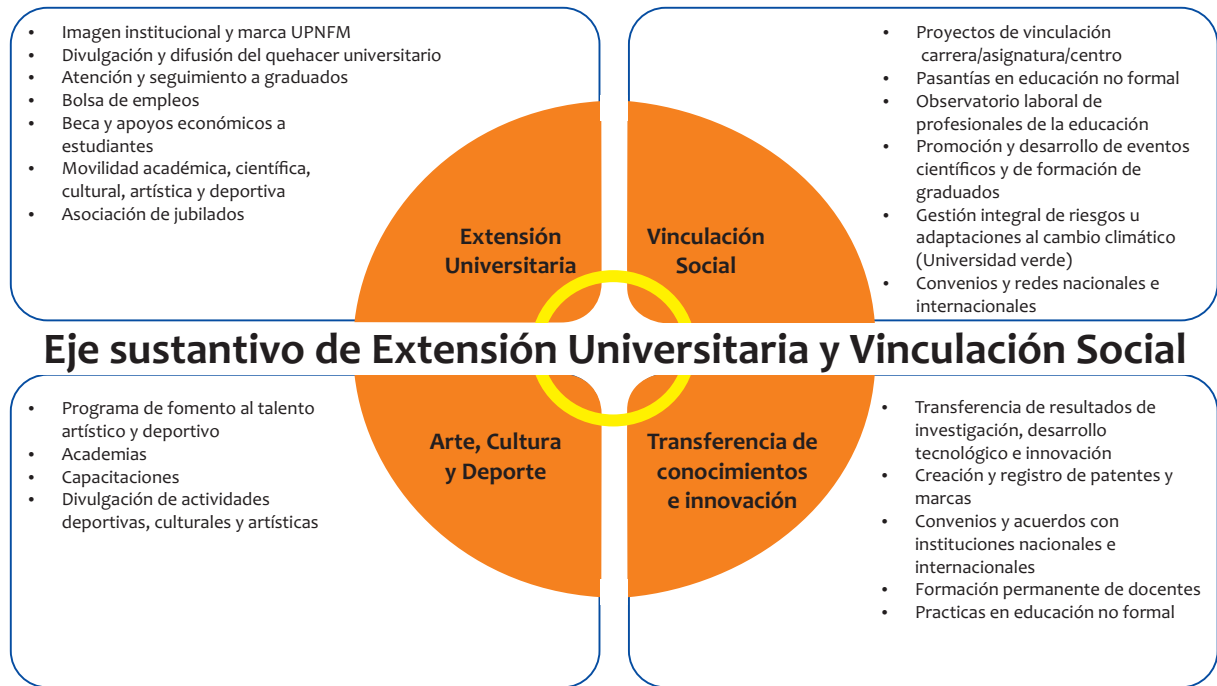 • Imagen institucional y marca UPNFM
• Divulgación y difusión del quehacer universitario
• Atención y seguimiento a graduados
• Bolsa de empleos
• Beca y apoyos económicos a
estudiantes
• Movilidad académica, científica,
cultural, artística y deportiva
• Asociación de jubilados
Extensión
Universitaria
• Proyectos de vinculación
carrera/asignatura/centro
• Pasantías en educación no formal
• Observatorio laboral de
profesionales de la educación
• Promoción y desarrollo de eventos
científicos y de formación de
graduados
• Gestión integral de riesgos u
adaptaciones al cambio climático
(Universidad verde)
• Convenios y redes nacionales e
internacionales
Vinculación
Social
Eje sustantivo de Extensión Universitaria y Vinculación Social
• Programa de fomento al talento
artístico y deportivo
• Academias
• Capacitaciones
• Divulgación de actividades
deportivas, culturales y artísticas
Arte, Cultura
y Deporte
Transferencia de
conocimientos
e innovación
• Transferencia de resultados de
investigación, desarrollo
tecnológico e innovación
• Creación y registro de patentes y
marcas
• Convenios y acuerdos con
instituciones nacionales e
internacionales
• Formación permanente de docentes
• Practicas en educación no formal